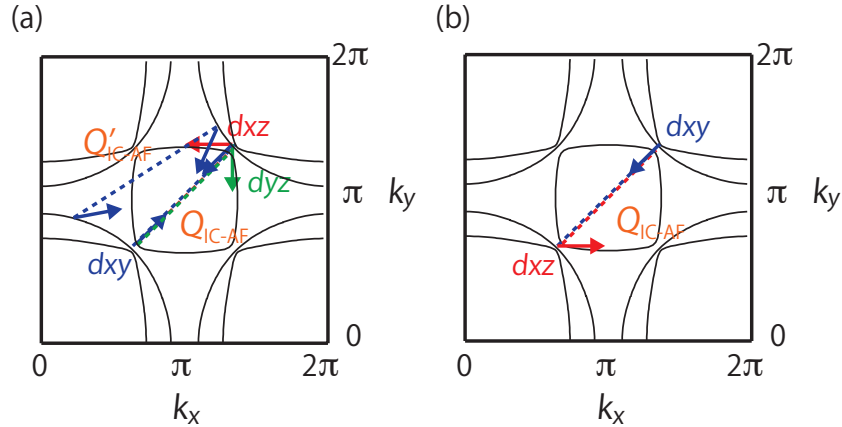 (a)
2π
Q′IC-AF
dxz
dyz
π ky
QIC-AF
dxy
0
0 π 2π
kx
(b)
2π
dxy
π ky
QIC-AF
dxz
0
0 π 2π
kx